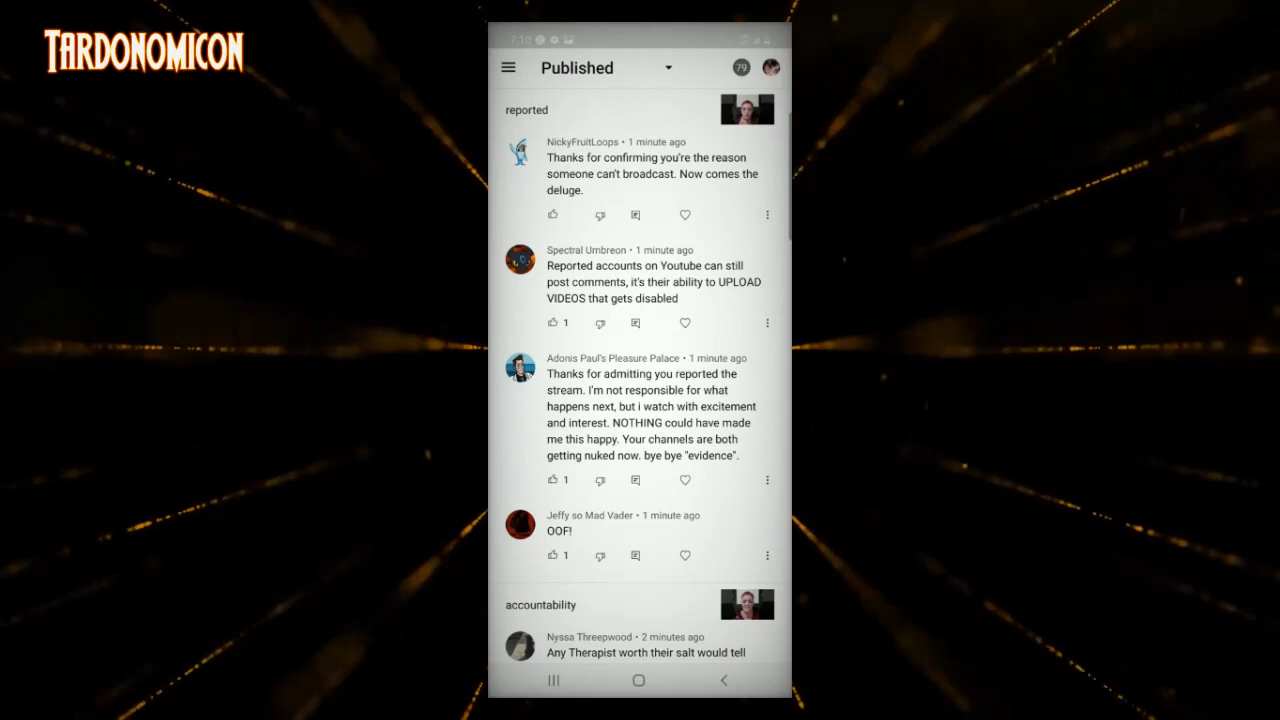 TARDONOMICON
7:10
Published
79
reported
NickyFruitLoops • 1 minute ago
Thanks for confirming you're the reason
someone can't broadcast. Now comes the
deluge.
Spectral Umbreon • 1 minute ago
Reported accounts on Youtube can still
post comments, it's their ability to UPLOAD
VIDEOS that gets disabled
1
Adonis Paul's Pleasure Palace • 1 minute ago
Thanks for admitting you reported the
stream. I'm not responsible for what
happens next, but i watch with excitement
and interest. NOTHING could have made
me this happy. Your channels are both
getting nuked now. bye bye "evidence".
1
Jeffy so Mad Vader • 1 minute ago
OOF!
1
accountability
Nyssa Threepwood • 2 minutes ago
Any Therapist worth their salt would tell